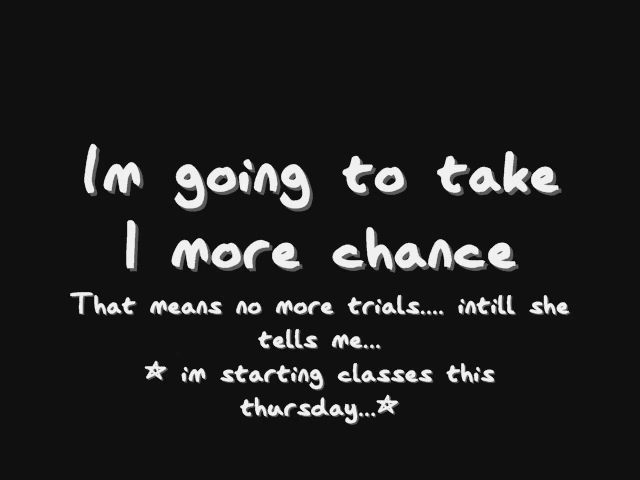 Im going to take
I more chance
That means no more trials.... intill she
tells me...
☆ im starting classes this
thursday...☆